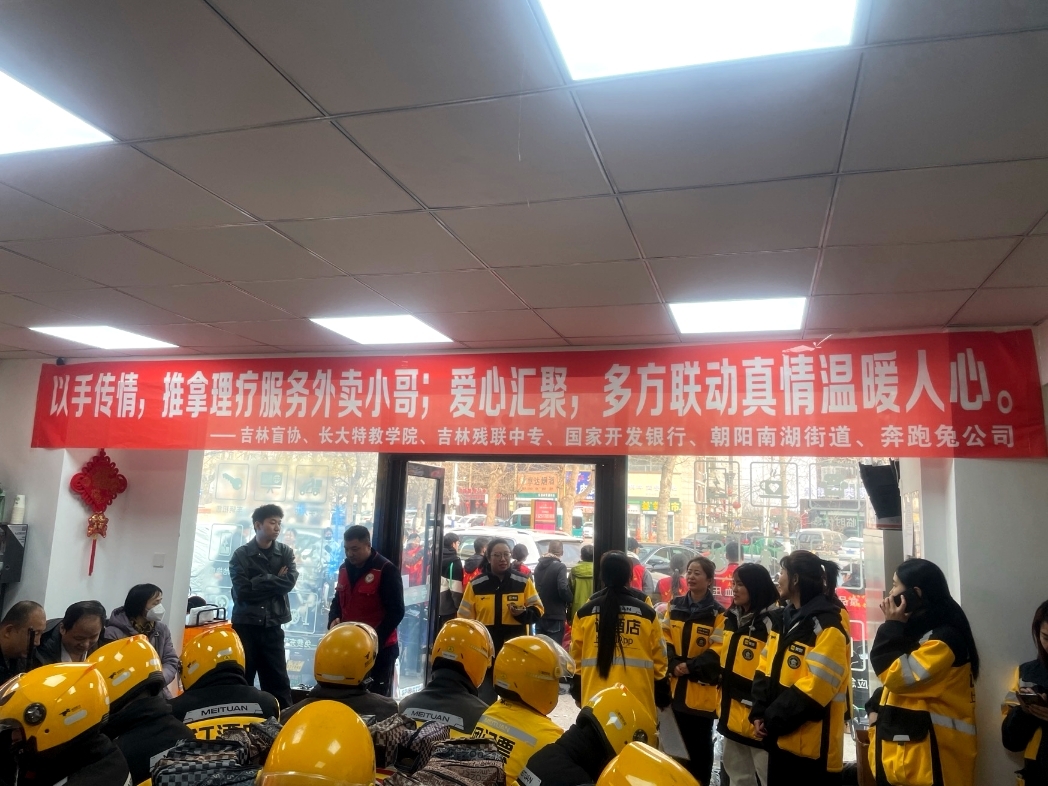 以手传情，推拿理疗服务外卖小哥；爱心汇聚，多方联动真情温暖人心。
——吉林盲协、长大特教学院、吉林残联中专、国家开发银行、朝阳南湖街道、奔跑兔公司
酒店
MEITUAN
MEITUAN
MEITUAN